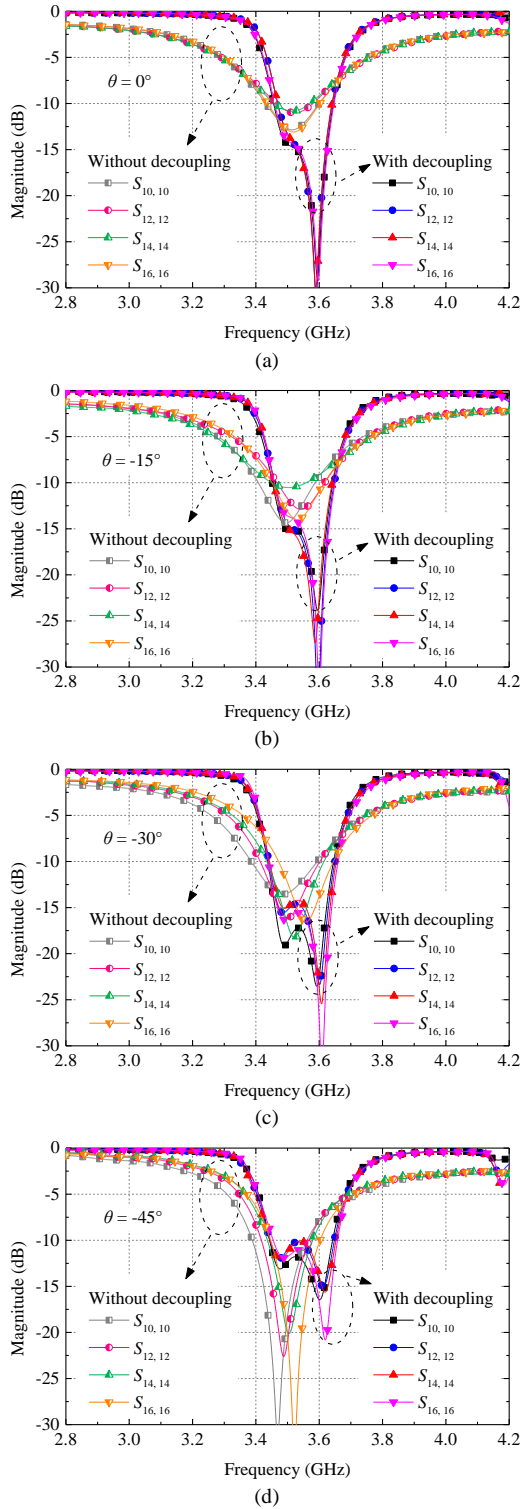 0
-5
-10
-15
-20
-25
-30
Magnitude (dB)
θ = 0°
Without decoupling
S10, 10
S12, 12
S14, 14
S16, 16
With decoupling
S10, 10
S12, 12
S14, 14
S16, 16
2.8 3.0 3.2 3.4 3.6 3.8 4.0 4.2
Frequency (GHz)
(a)
0
-5
-10
-15
-20
-25
-30
Magnitude (dB)
θ = -15°
Without decoupling
S10, 10
S12, 12
S14, 14
S16, 16
With decoupling
S10, 10
S12, 12
S14, 14
S16, 16
2.8 3.0 3.2 3.4 3.6 3.8 4.0 4.2
Frequency (GHz)
(b)
0
-5
-10
-15
-20
-25
-30
Magnitude (dB)
θ = -30°
Without decoupling
S10, 10
S12, 12
S14, 14
S16, 16
With decoupling
S10, 10
S12, 12
S14, 14
S16, 16
2.8 3.0 3.2 3.4 3.6 3.8 4.0 4.2
Frequency (GHz)
(c)
0
-5
-10
-15
-20
-25
-30
Magnitude (dB)
θ = -45°
Without decoupling
S10, 10
S12, 12
S14, 14
S16, 16
With decoupling
S10, 10
S12, 12
S14, 14
S16, 16
2.8 3.0 3.2 3.4 3.6 3.8 4.0 4.2
Frequency (GHz)
(d)